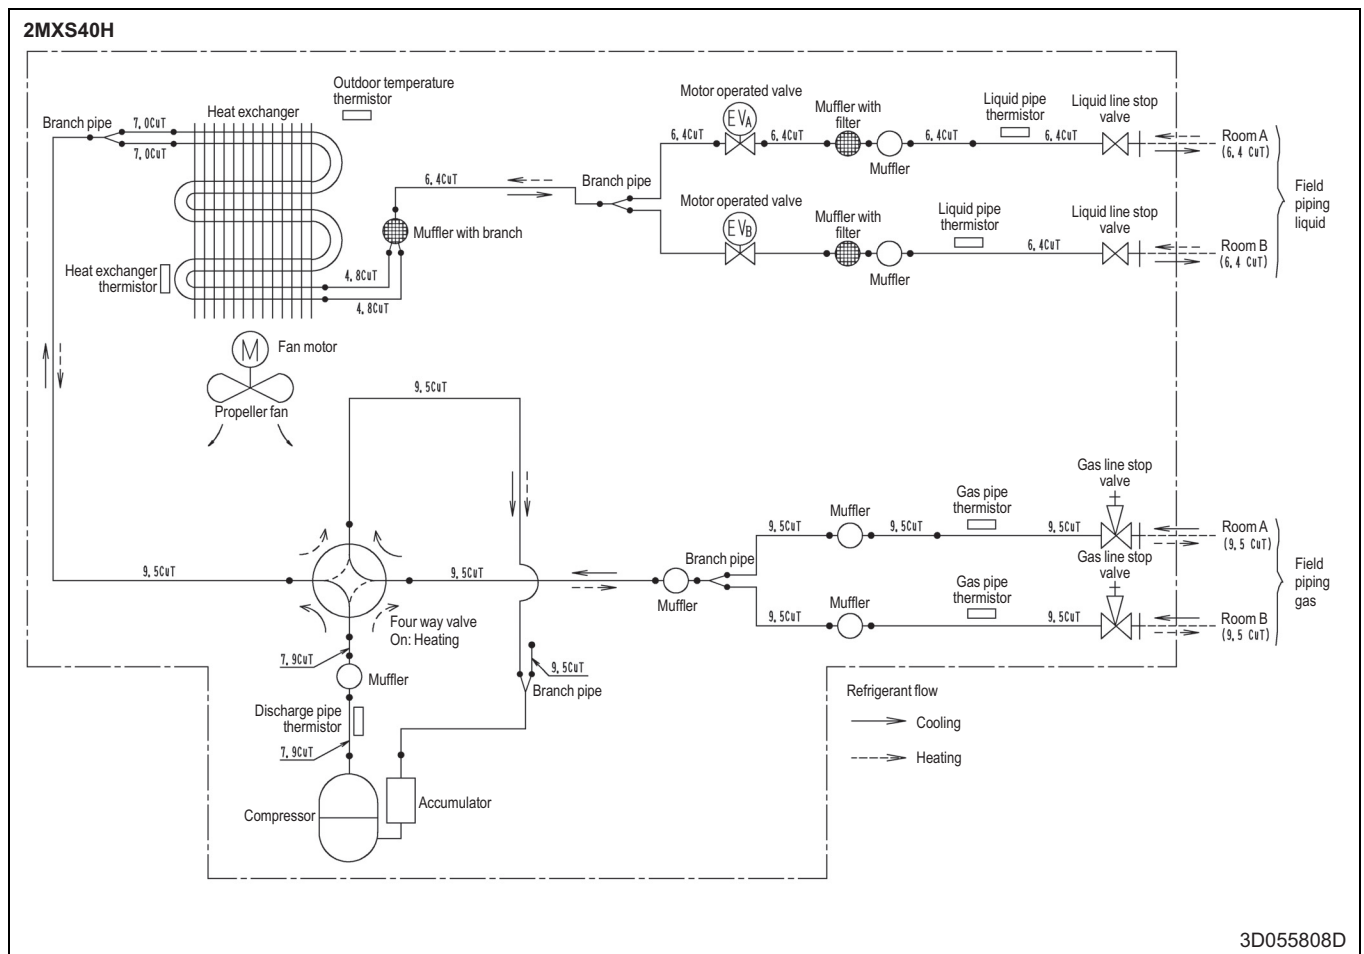 2MXS40H
Outdoor temperature
thermistor
Heat exchanger
Branch pipe
7.0CuT
7.0CuT
Heat exchanger
thermistor
4.8CuT
4.8CuT
Muffler with branch
6.4CuT
Branch pipe
Motor operated valve
EVA
6.4CuT
6.4CuT
Muffler with
filter
Muffler
6.4CuT
Liquid pipe
thermistor
6.4CuT
Liquid line stop
valve
Room A
(6.4 CuT)
Motor operated valve
EVB
Muffler with
filter
Muffler
Liquid pipe
thermistor
6.4CuT
Liquid line stop
valve
Room B
(6.4 CuT)
Field
piping
liquid
M
Fan motor
Propeller fan
9.5CuT
9.5CuT
Four way valve
On: Heating
9.5CuT
Muffler
Branch pipe
9.5CuT
Muffler
9.5CuT
Gas pipe
thermistor
9.5CuT
Gas line stop
valve
Room A
(9.5 CuT)
Muffler
Gas pipe
thermistor
9.5CuT
Gas line stop
valve
Room B
(9.5 CuT)
Field
piping
gas
7.9CuT
Muffler
9.5CuT
Branch pipe
Discharge pipe
thermistor
7.9CuT
Compressor
Accumulator
Refrigerant flow
Cooling
Heating
3D055808D